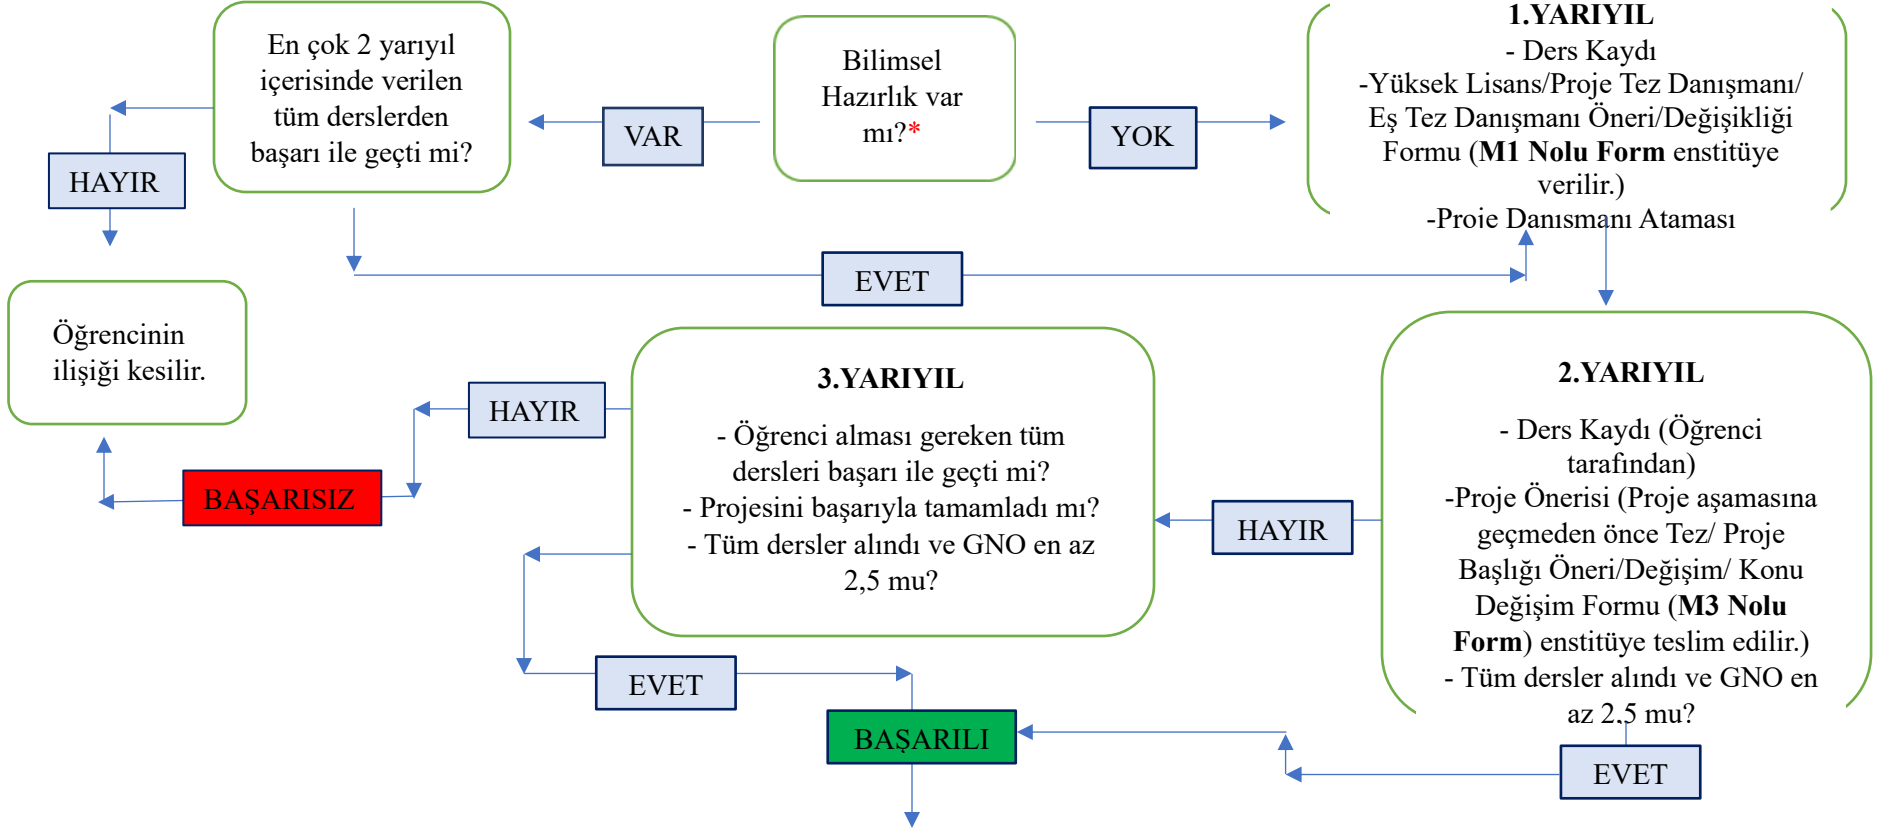 En çok 2 yarıyıl
içerisinde verilen
tüm derslerden
başarı ile geçti mi?
Bilimsel
Hazırlık var
mı?*
1.YARIYIL
- Ders Kaydı
-Yüksek Lisans/Proje Tez Danışmanı/
Eş Tez Danışmanı Öneri/Değişikliği
Formu (M1 Nolu Form enstitüye
verilir.)
-Proje Danışmanı Ataması
VAR
YOK
HAYIR
EVET
Öğrencinin
ilişiği kesilir.
3.YARIYIL
- Öğrenci alması gereken tüm
dersleri başarı ile geçti mi?
- Projesini başarıyla tamamladı mı?
- Tüm dersler alındı ve GNO en az
2,5 mu?
2.YARIYIL
- Ders Kaydı (Öğrenci
tarafından)
-Proje Önerisi (Proje aşamasına
geçmeden önce Tez/ Proje
Başlığı Öneri/Değişim/ Konu
Değişim Formu (M3 Nolu
Form) enstitüye teslim edilir.)
- Tüm dersler alındı ve GNO en
az 2,5 mu?
HAYIR
BAŞARISIZ
HAYIR
EVET
BAŞARILI
EVET